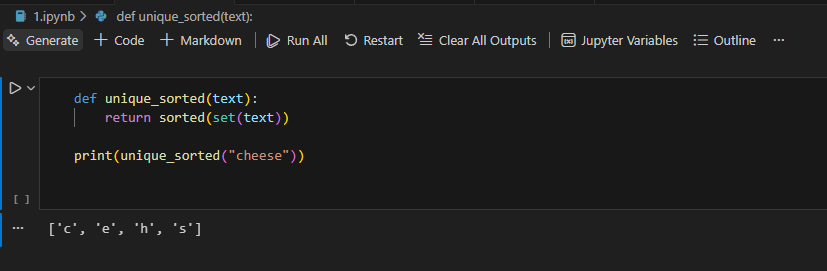 1.ipynb > def unique_sorted(text):
Generate + Code + Markdown | Run All Restart Clear All Outputs | Jupyter Variables Outline ...
def unique_sorted(text):
    return sorted(set(text))
print(unique_sorted("cheese"))
[ ]
... ['c', 'e', 'h', 's']